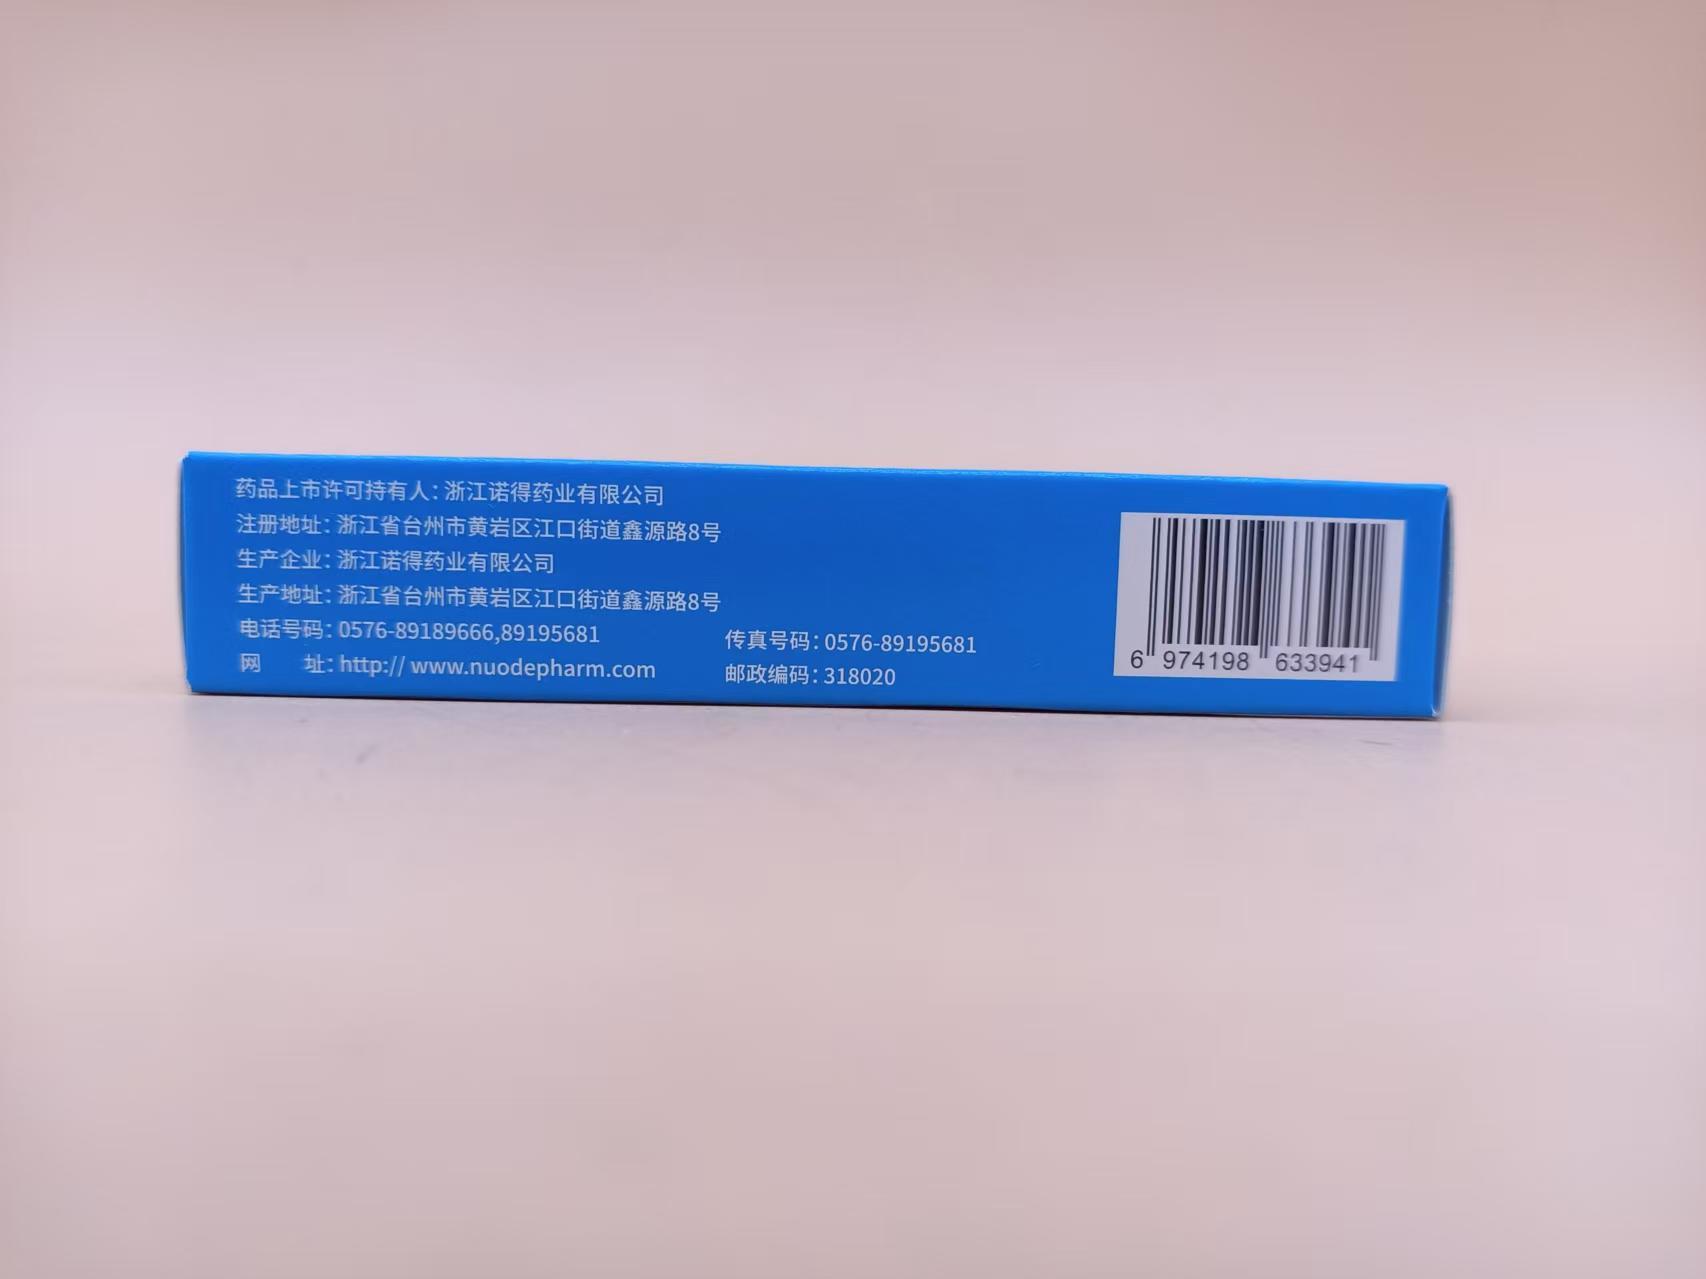 药品上市许可持有人：浙江诺得药业有限公司
注册地址：浙江省台州市黄岩区江口街道鑫源路8号
生产企业：浙江诺得药业有限公司
生产地址：浙江省台州市黄岩区江口街道鑫源路8号
电话号码：0576-89189666,89195681 传真号码：0576-89195681
网 址：http:// www.nuodepharm.com 邮政编码：318020
6 974198 633941